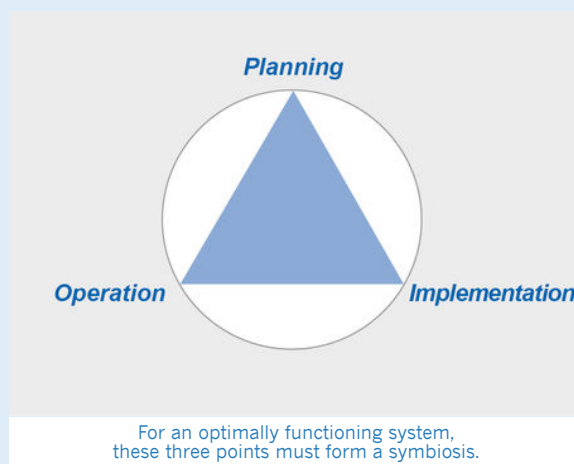 Planning
Operation
Implementation
For an optimally functioning system,
these three points must form a symbiosis.